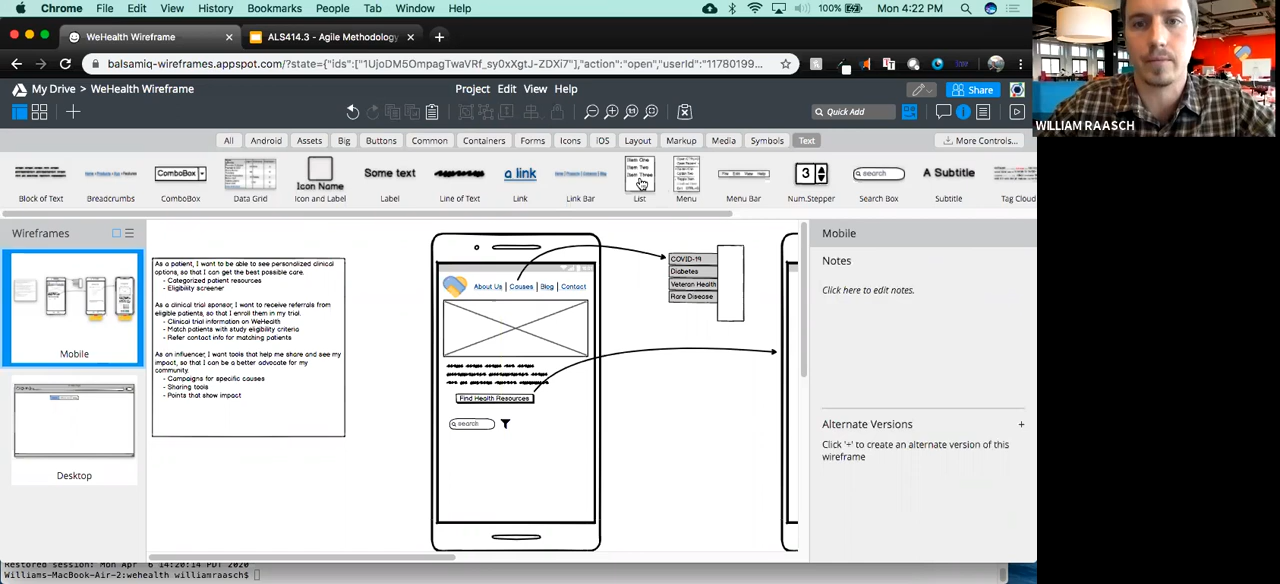 Chrome File Edit View History Bookmarks People Tab Window Help 100% Mon 4:22 PM
WeHealth Wireframe ALS414.3 - Agile Methodology
balsamiq-wireframes.appspot.com/?state={"ids":["1UjoDM5OmpagTwaVRf_sy0xXgtJ-ZDXi7"],"action":"open","userId":"11780199...
My Drive > WeHealth Wireframe Project Edit View Help Share
Quick Add
All Android Assets Big Buttons Common Containers Forms Icons iOS Layout Markup Media Symbols Text More Controls...
ComboBox Some text a link Item One Item Two Item Three 3 search A Subtitle
Icon Name
Block of Text Breadcrumbs ComboBox Data Grid Icon and Label Label Line of Text Link Link Bar List Menu Menu Bar Num.Stepper Search Box Subtitle Tag Cloud
WILLIAM RAASCH
Wireframes
Mobile
Desktop
As a patient, I want to be able to see personalized clinical
options, so that I can get the best possible care.
- Categorized patient resources
- Eligibility screener
As a clinical trial sponsor, I want to receive referrals from
eligible patients, so that I enroll them in my trial.
- Clinical trial information on WeHealth
- Match patients with study eligibility criteria
- Refer contact info for matching patients
As an influencer, I want tools that help me share and see my
impact, so that I can be a better advocate for my
community.
- Campaigns for specific causes
- Sharing tools
- Points that show impact
About Us | Causes | Blog | Contact
Find Health Resources
search
COVID-19
Diabetes
Veteran Health
Rare Disease
Mobile
Notes
Click here to edit notes.
Alternate Versions +
Click '+' to create an alternate version of this
wireframe
Restored session: Mon Apr 6 14:20:14 PDT 2020
Williams-MacBook-Air-2:wehealth williamraasch$